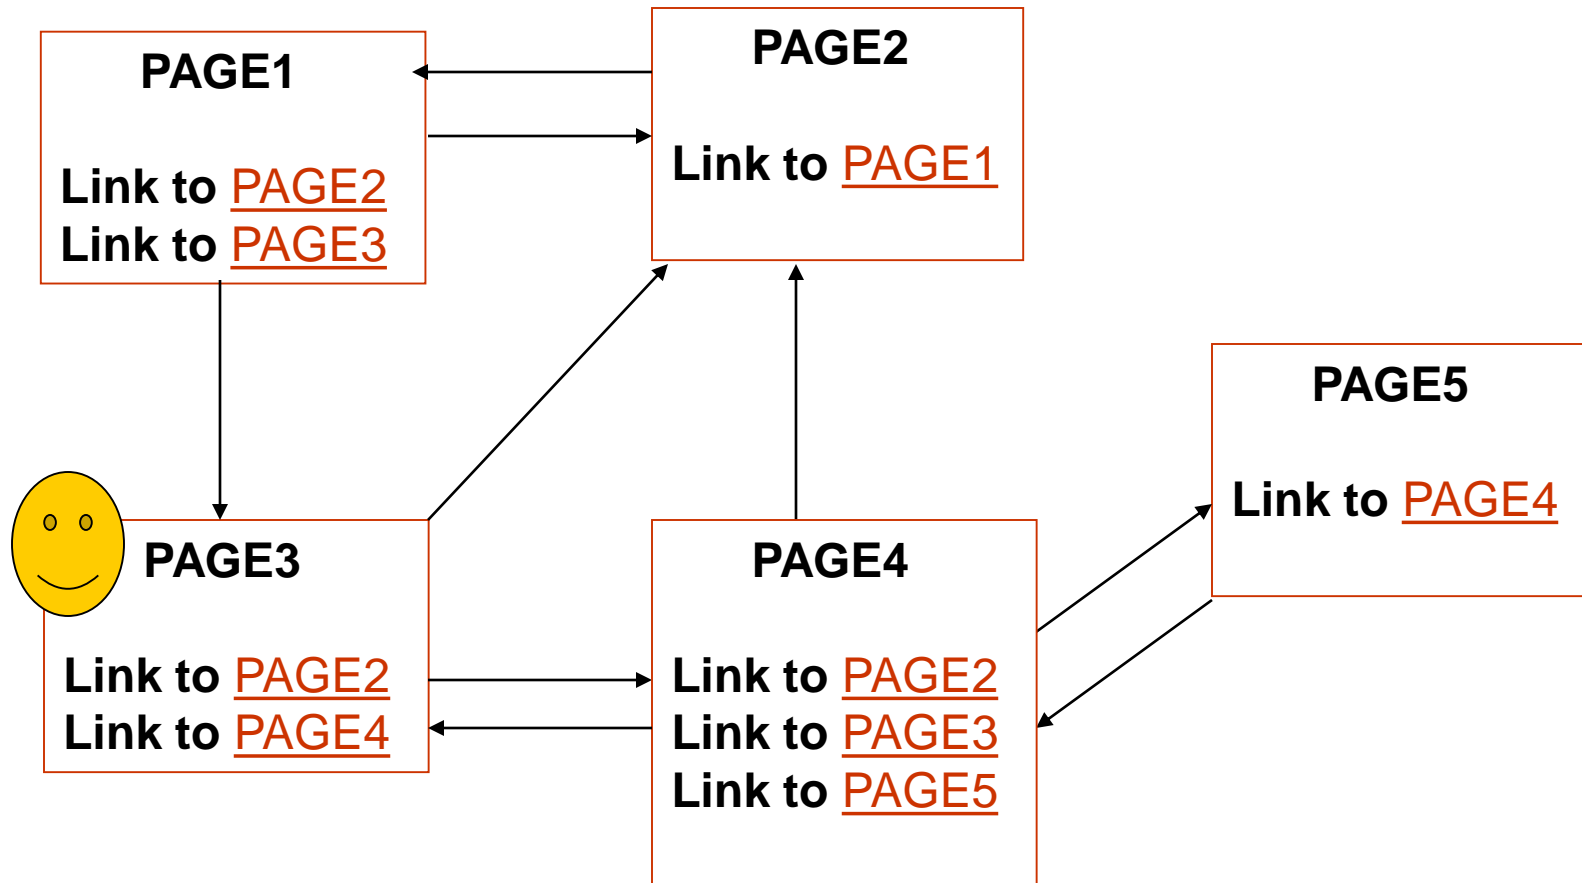 PAGE1
Link to PAGE2
Link to PAGE3
PAGE2
Link to PAGE1
PAGE3
Link to PAGE2
Link to PAGE4
PAGE4
Link to PAGE2
Link to PAGE3
Link to PAGE5
PAGE5
Link to PAGE4